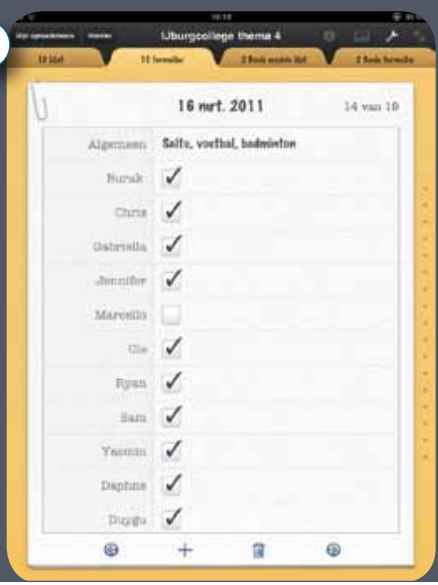 IJburgcollege thema 4
16 mrt. 2011
14 van 19
Algemeen Salto, voetbal, badminton
Burak
Chris
Gabriella
Jennifer
Marcello
Ole
Ryan
Sam
Yasmin
Daphne
Duygu